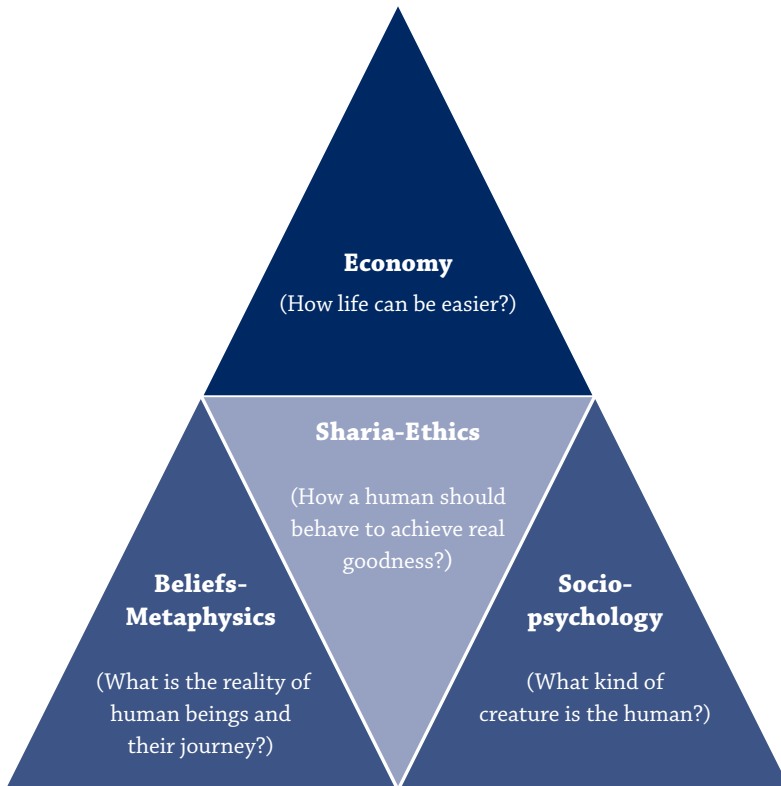 Economy
(How life can be easier?)
Sharia-Ethics
(How a human should
behave to achieve real
goodness?)
Beliefs-
Metaphysics
(What is the reality of
human beings and
their journey?)
Socio-
psychology
(What kind of
creature is the human?)